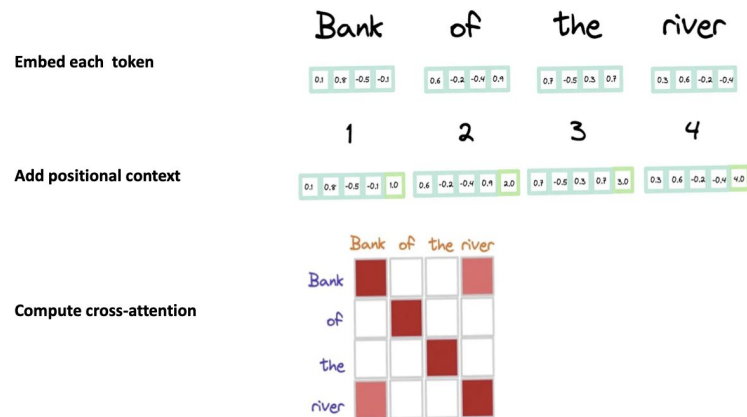 Bank of the river
Embed each token
0.1 0.8 -0.5 -0.1 0.6 -0.2 -0.4 0.9 0.7 -0.5 0.3 0.7 0.3 0.6 -0.2 -0.4
1 2 3 4
Add positional context
0.1 0.8 -0.5 -0.1 1.0 0.6 -0.2 -0.4 0.9 2.0 0.7 -0.5 0.3 0.7 3.0 0.3 0.6 -0.2 -0.4 4.0
Bank of the river
Bank
Compute cross-attention
of
the
river